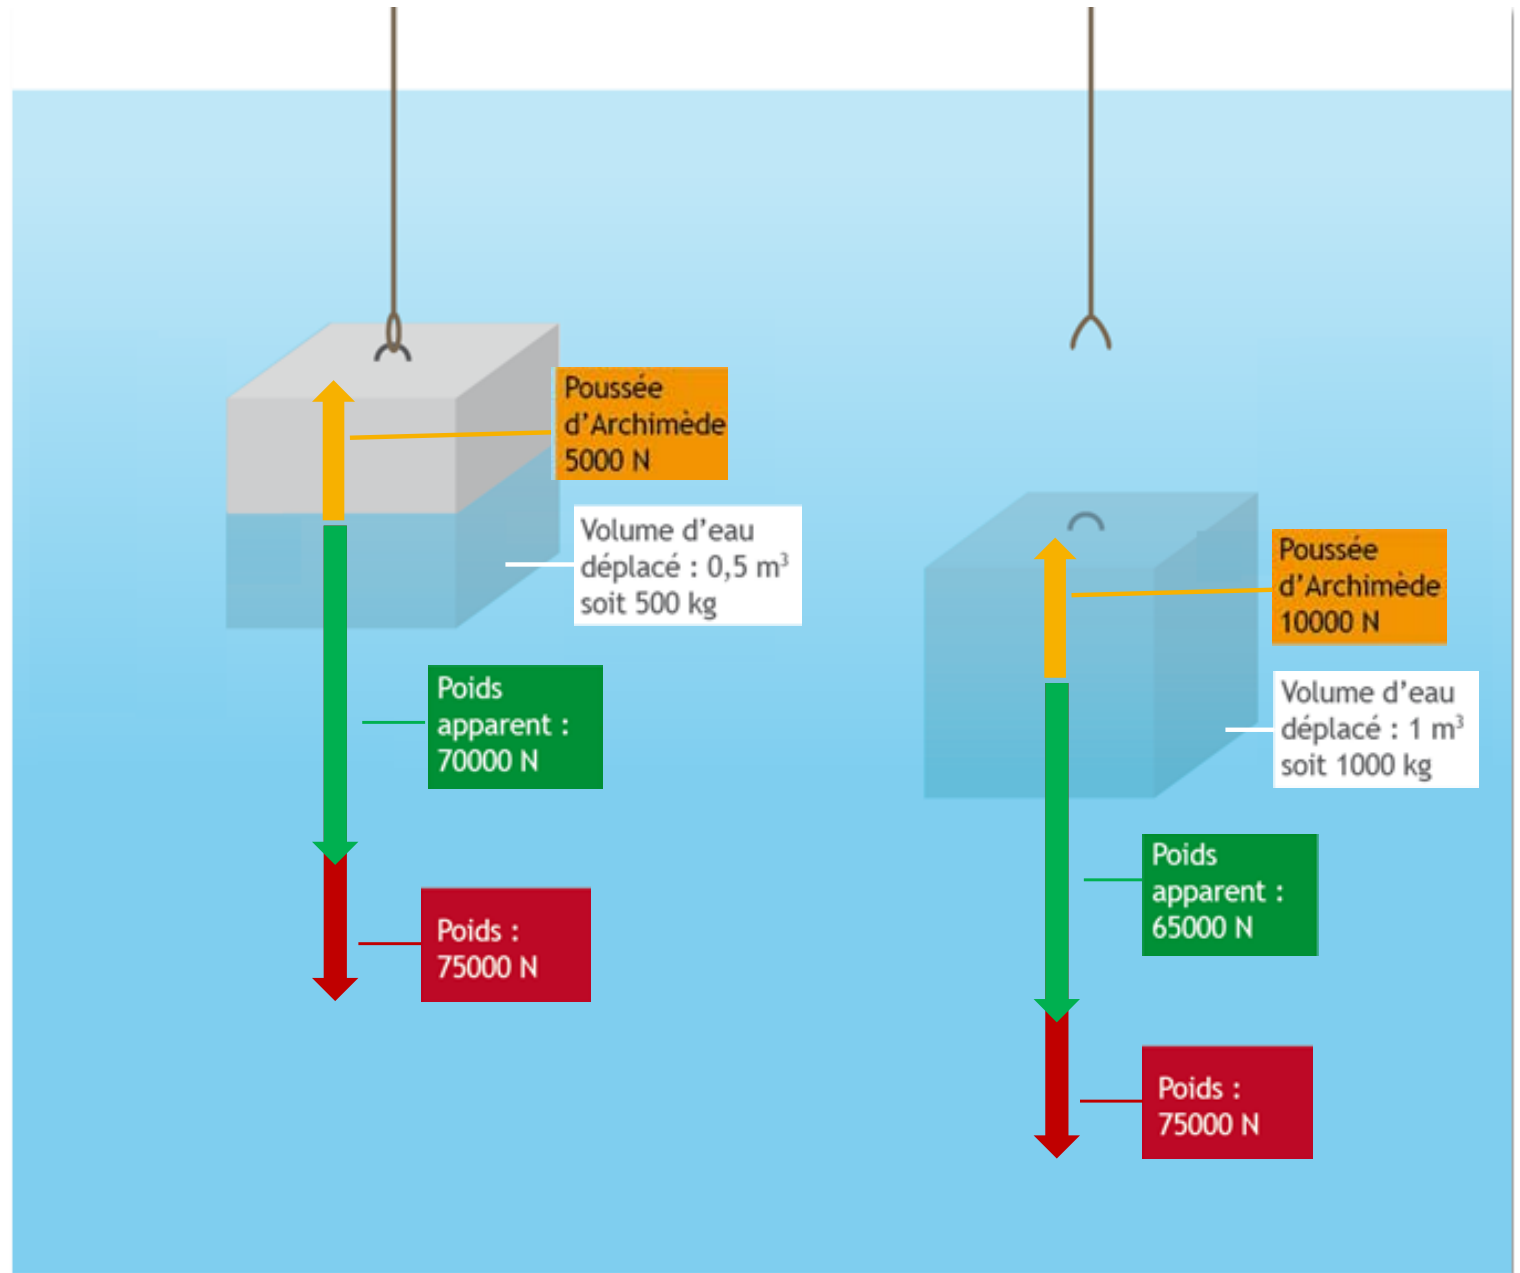 Poussée
d'Archimède
5000 N
Volume d'eau
déplacé : 0,5 m³
soit 500 kg
Poids
apparent :
70000 N
Poids :
75000 N
Poussée
d'Archimède
10000 N
Volume d'eau
déplacé : 1 m³
soit 1000 kg
Poids
apparent :
65000 N
Poids :
75000 N